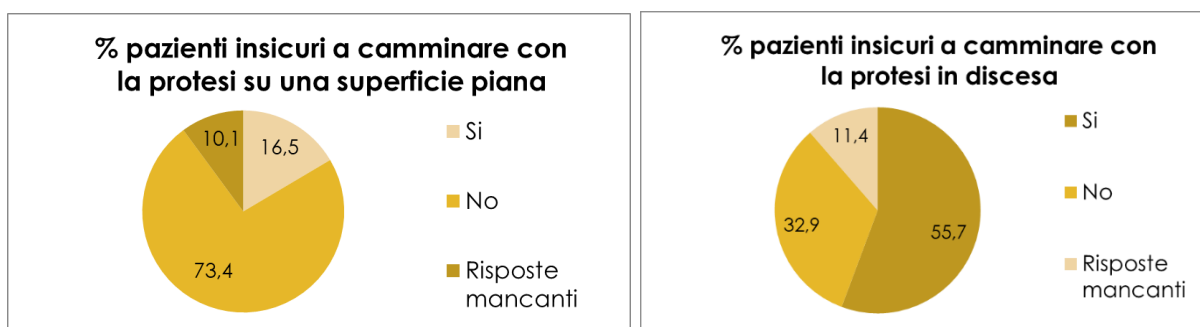 % pazienti insicuri a camminare con
la protesi su una superficie piana
10,1
16,5
73,4
Si
No
Risposte
mancanti
% pazienti insicuri a camminare con
la protesi in discesa
11,4
32,9
55,7
Si
No
Risposte
mancanti